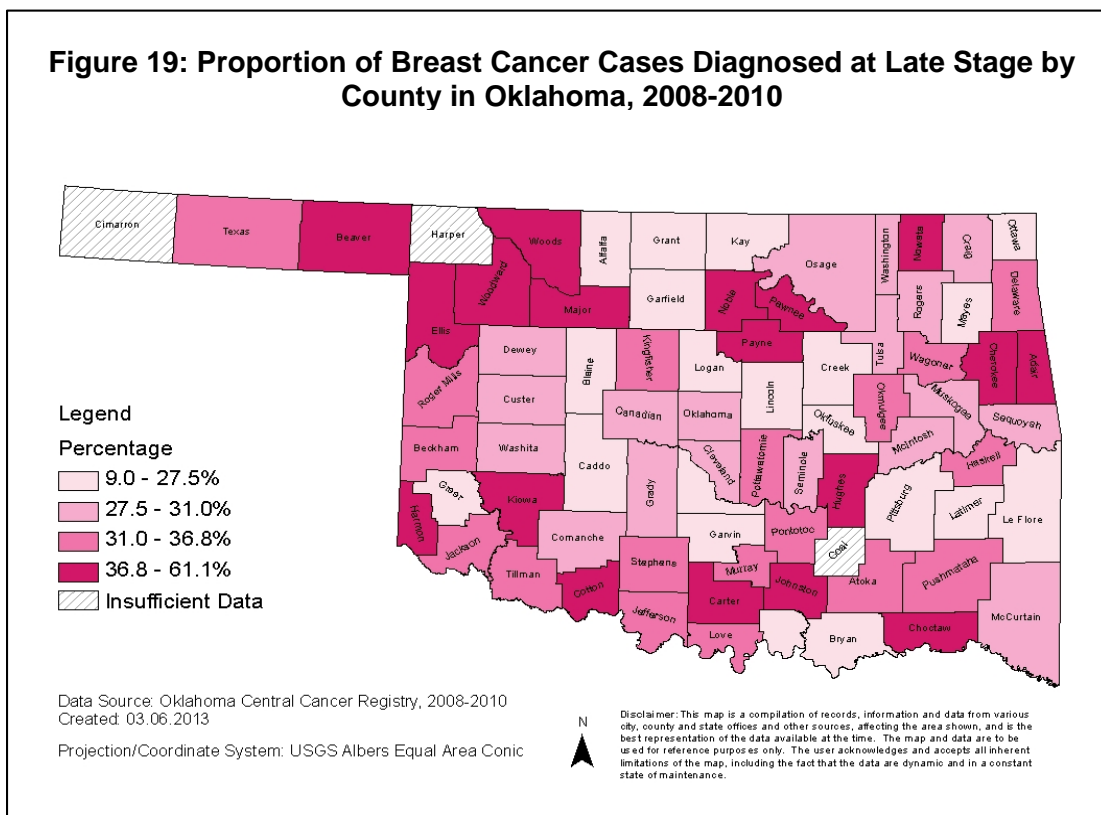 Figure 19: Proportion of Breast Cancer Cases Diagnosed at Late Stage by
County in Oklahoma, 2008-2010
Cimarron
Texas
Beaver
Harper
Woods
Woodward
Alfalfa
Grant
Kay
Osage
Washington
Nowata
Craig
Ottawa
Delaware
Rogers
Mayes
Ellis
Major
Garfield
Noble
Pawnee
Payne
Tulsa
Wagoner
Cherokee
Adair
Dewey
Blaine
Kingfisher
Logan
Lincoln
Creek
Okmulgee
Muskogee
Sequoyah
Roger Mills
Custer
Canadian
Oklahoma
Okfuskee
McIntosh
Beckham
Washita
Caddo
Grady
Cleveland
Pottawatomie
Seminole
Hughes
Pittsburg
Haskell
Latimer
Le Flore
Greer
Harmon
Kiowa
Jackson
Comanche
Tillman
Cotton
Stephens
Jefferson
Garvin
Murray
Pontotoc
Coal
Carter
Johnston
Atoka
Pushmataha
Love
Bryan
Choctaw
McCurtain
Legend
Percentage
9.0 - 27.5%
27.5 - 31.0%
31.0 - 36.8%
36.8 - 61.1%
Insufficient Data
Data Source: Oklahoma Central Cancer Registry, 2008-2010
Created: 03.06.2013
Projection/Coordinate System: USGS Albers Equal Area Conic
N
Disclaimer: This map is a compilation of records, information and data from various
city, county and state offices and other sources, affecting the area shown, and is the
best representation of the data available at the time. The map and data are to be
used for reference purposes only. The user acknowledges and accepts all inherent
limitations of the map, including the fact that the data are dynamic and in a constant
state of maintenance.